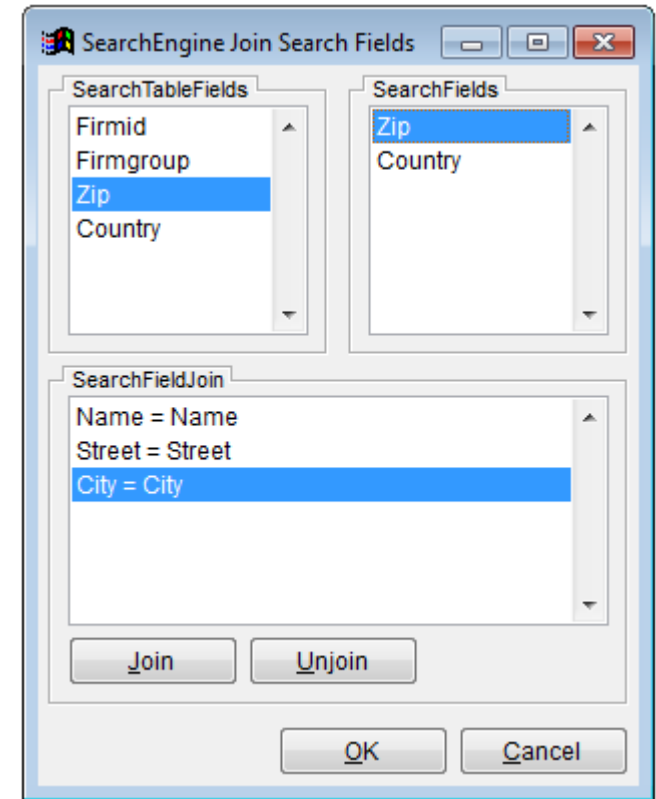 SearchEngine Join Search Fields
SearchTableFields
Firmid
Firmgroup
Zip
Country
SearchFields
Zip
Country
SearchFieldJoin
Name = Name
Street = Street
City = City
Join
Unjoin
OK
Cancel